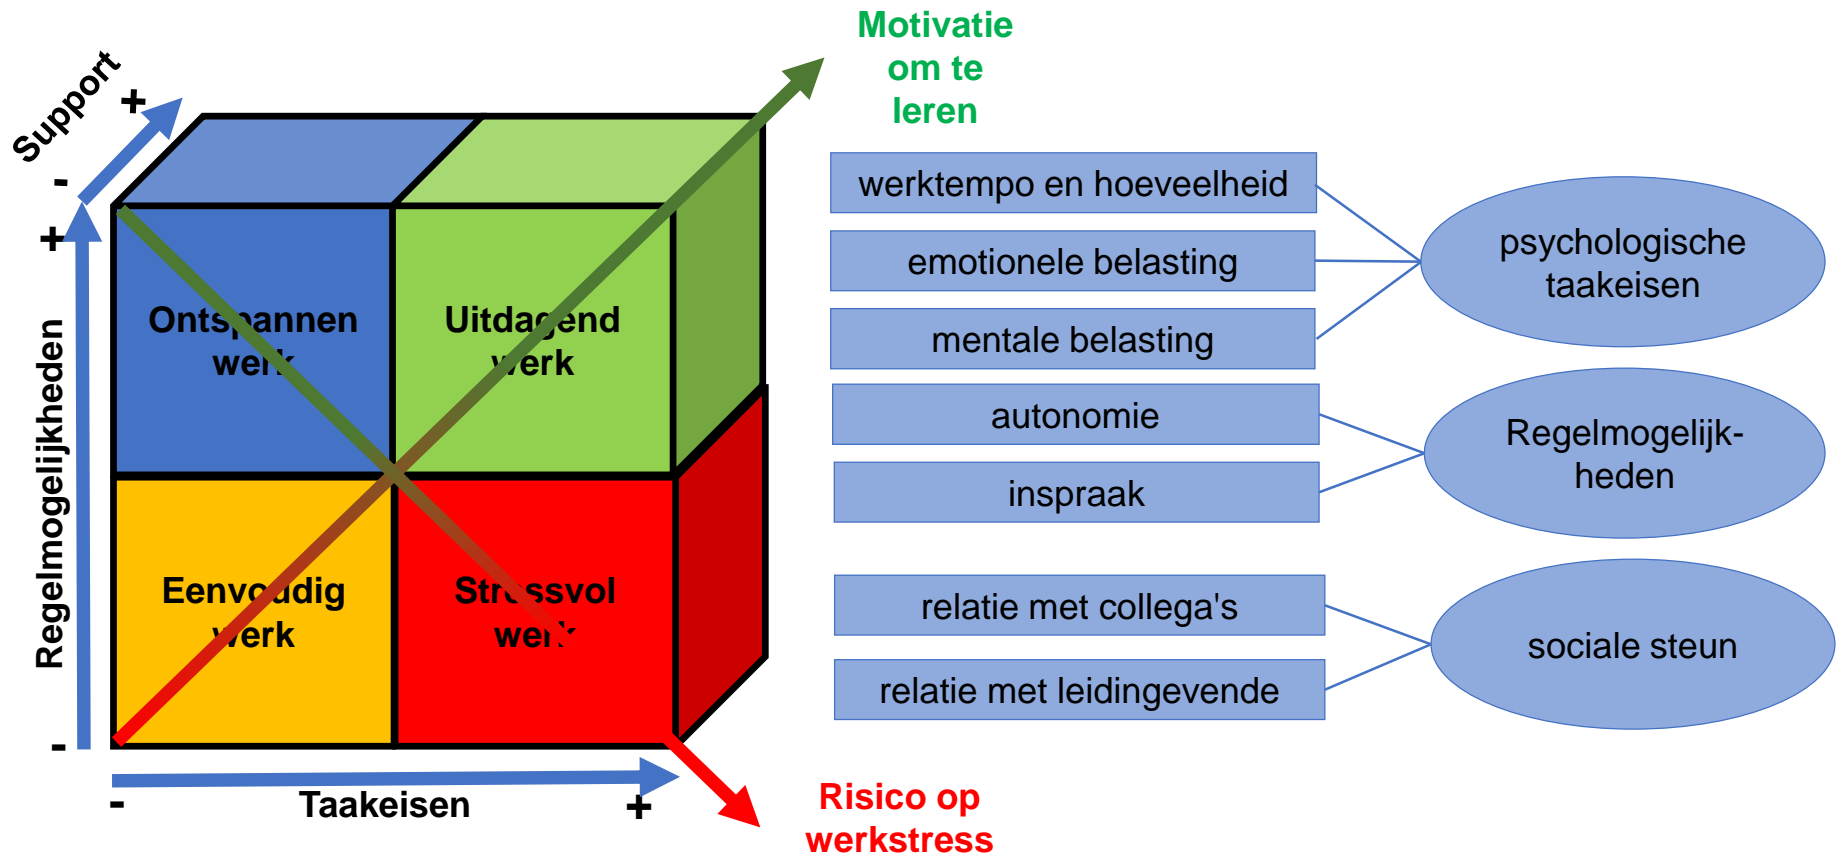 Motivatie
om te
leren
Support
+
-
+
Regelmogelijkheden
-
Ontspannen
werk
Uitdagend
werk
Eenvoudig
werk
Stressvol
werk
-
Taakeisen
+
Risico op
werkstress
werktempo en hoeveelheid
emotionele belasting
mentale belasting
psychologische
taakeisen
autonomie
inspraak
Regelmogelijk-
heden
relatie met collega's
relatie met leidingevende
sociale steun